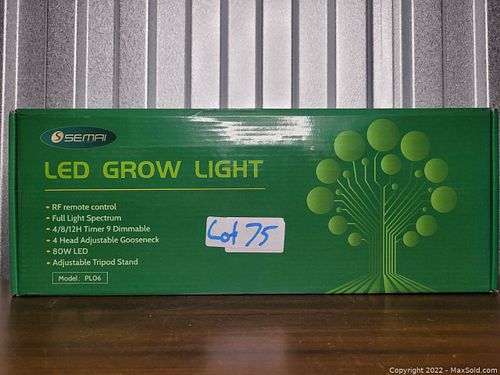 SEMAI
LED GROW LIGHT
RF remote control
Full Light Spectrum
4/8/12H Timer 9 Dimmable
4 Head Adjustable Gooseneck
80W LED
Adjustable Tripod Stand
Model: PL06
Lot 75
Copyright 2022 - MaxSold.com